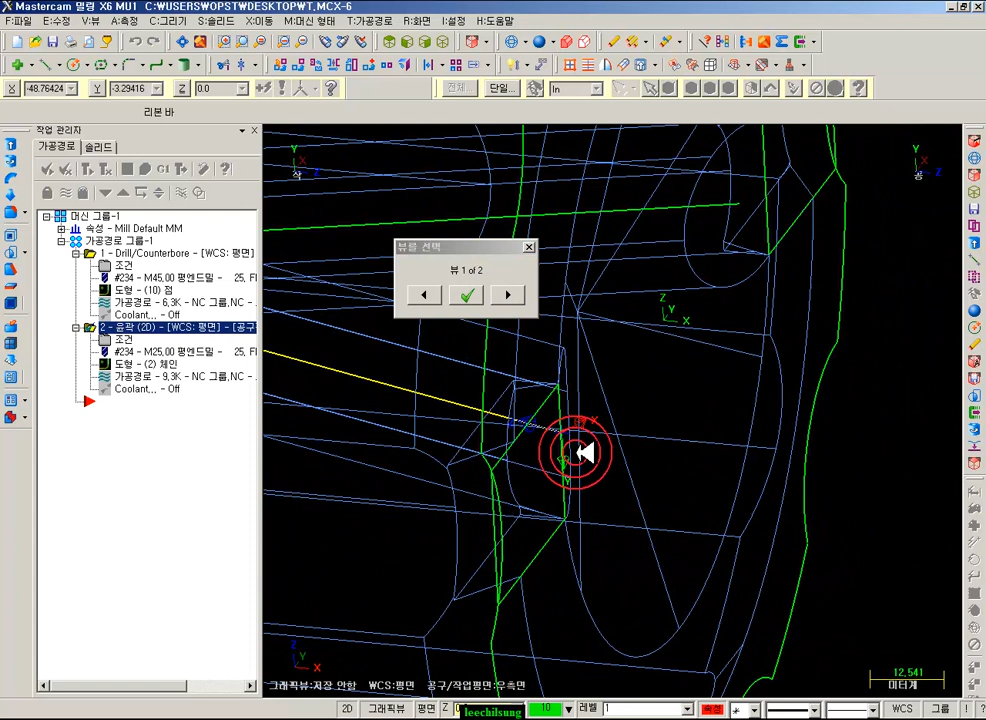 Mastercam 밀링 X6 MU1 C:₩USERS₩OPST₩DESKTOP₩WT,MCX-6
F:파일 E:수정 V:뷰 A:측정 C:그리기 S:솔리드 X:이동 M:머신 형태 T:가공경로 R:화면 I:설정 H:도움말
X -48.76424 Y -3.29416 Z 0.0 전체... 단일... In
리본 바
작업 관리자
가공경로 솔리드
G1
머신 그룹-1
속성 - Mill Default MM
가공경로 그룹-1
1 - Drill/Counterbore - [WCS: 평면]
조건
#234 - M45,00 평엔드밀 - 25, FL
도형 - (10) 점
가공경로 - 6,3K - NC 그룹,NC -
Coolant... - Off
2 - 윤곽 (2D) - [WCS: 평면] - [공구
조건
#234 - M25,00 평엔드밀 - 25, FL
도형 - (2) 체인
가공경로 - 9,3K - NC 그룹,NC -
Coolant... - Off
Y X Z
작
Y X Z
공
뷰를 선택
뷰 1 of 2
Z Y X
X
Y
Z Y X
그래픽뷰:저장 안함 WCS:평면 공구/작업평면:우측면
12,541
미터계
2D 그래픽뷰 평면 Z 10 레벨 1 속성 WCS 그룹 ! ?
leechilsung